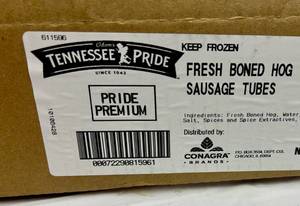 611506
Odom's
TENNESSEE PRIDE
SINCE 1943
KEEP FROZEN
FRESH BONED HOG
SAUSAGE TUBES
PRIDE
PREMIUM
Ingredients: Fresh Boned Hog, Water,
Salt, Spices and Spice Extractives,
Distributed by:
CONAGRA
BRANDS
CHICAGO, IL
N
00072290815961